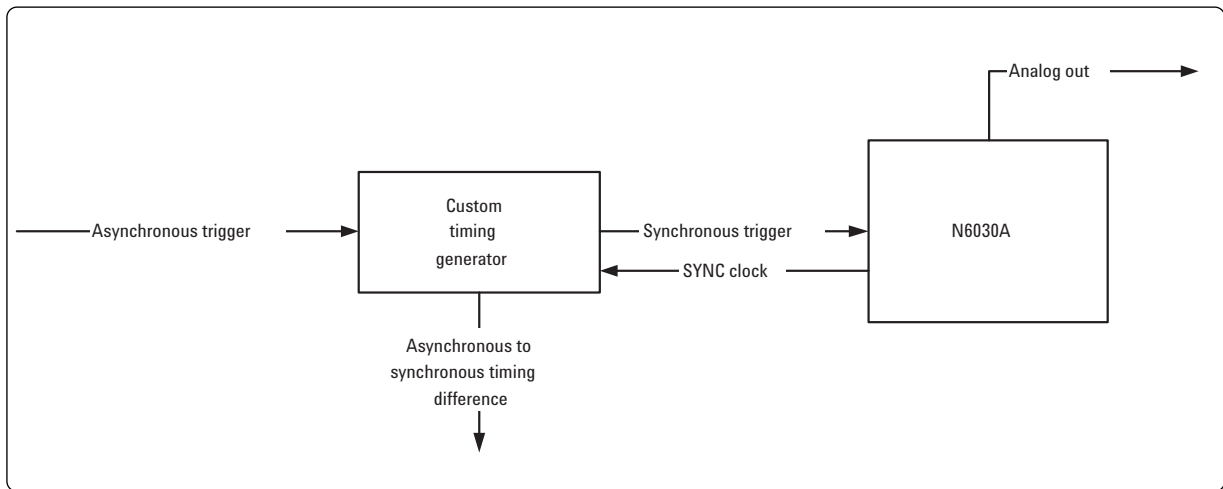 Analog out
Asynchronous trigger
Custom
timing
generator
Synchronous trigger
SYNC clock
N6030A
Asynchronous to
synchronous timing
difference